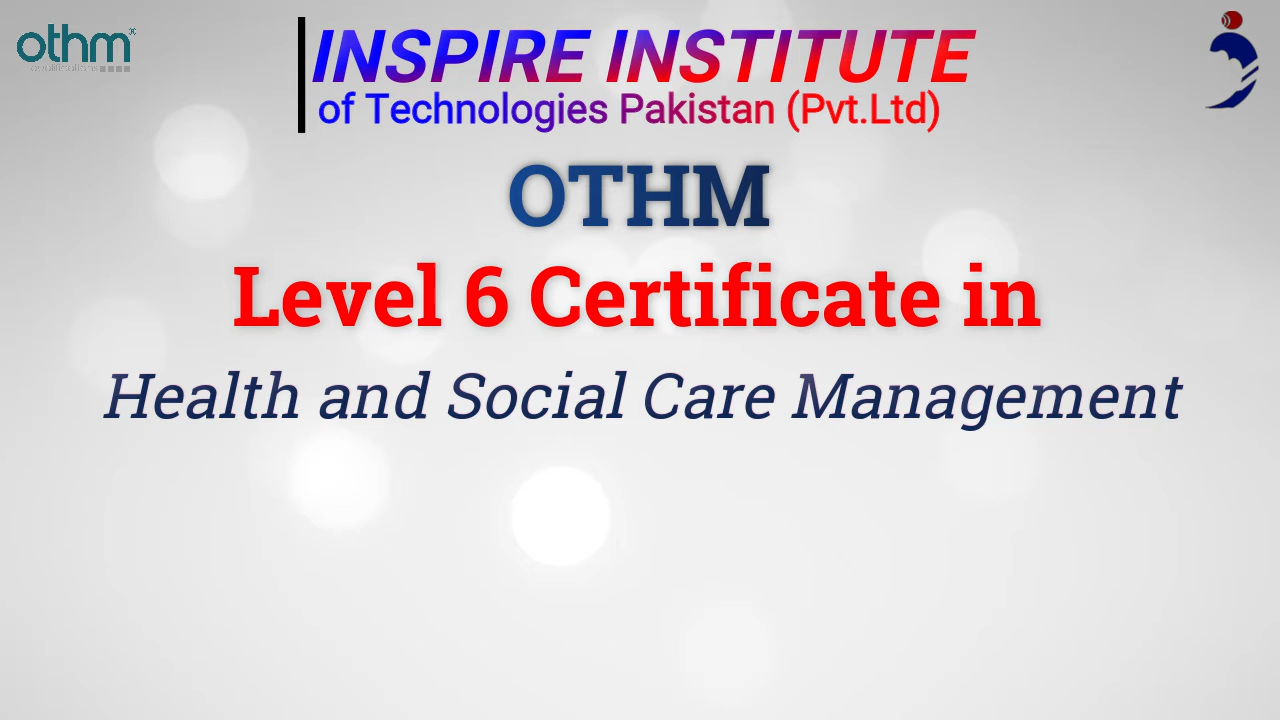 othm
INSPIRE INSTITUTE
of Technologies Pakistan (Pvt.Ltd)
OTHM
Level 6 Certificate in
Health and Social Care Management